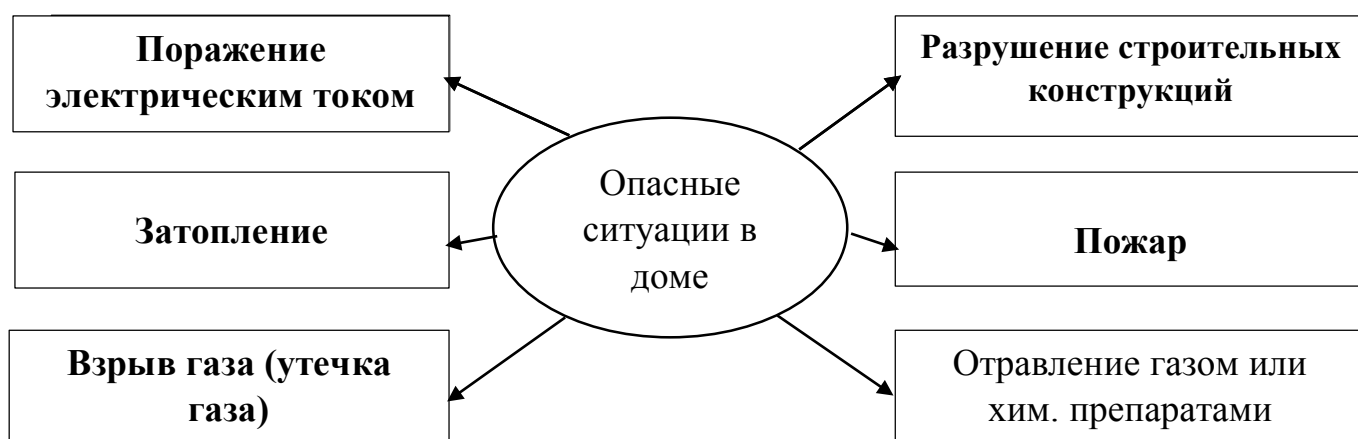 Поражение
электрическим током
Разрушение строительных
конструкций
Опасные
ситуации в
доме
Затопление
Пожар
Взрыв газа (утечка
газа)
Отравление газом или
хим. препаратами